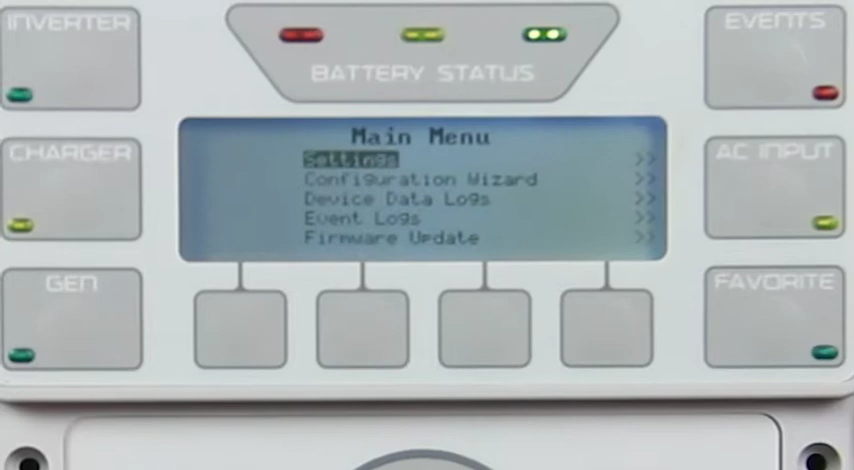 INVERTER
BATTERY STATUS
EVENTS
CHARGER
Main Menu
Settings >>
Configuration Wizard >>
Device Data Logs >>
Event Logs >>
Firmware Update >>
AC INPUT
GEN
FAVORITE